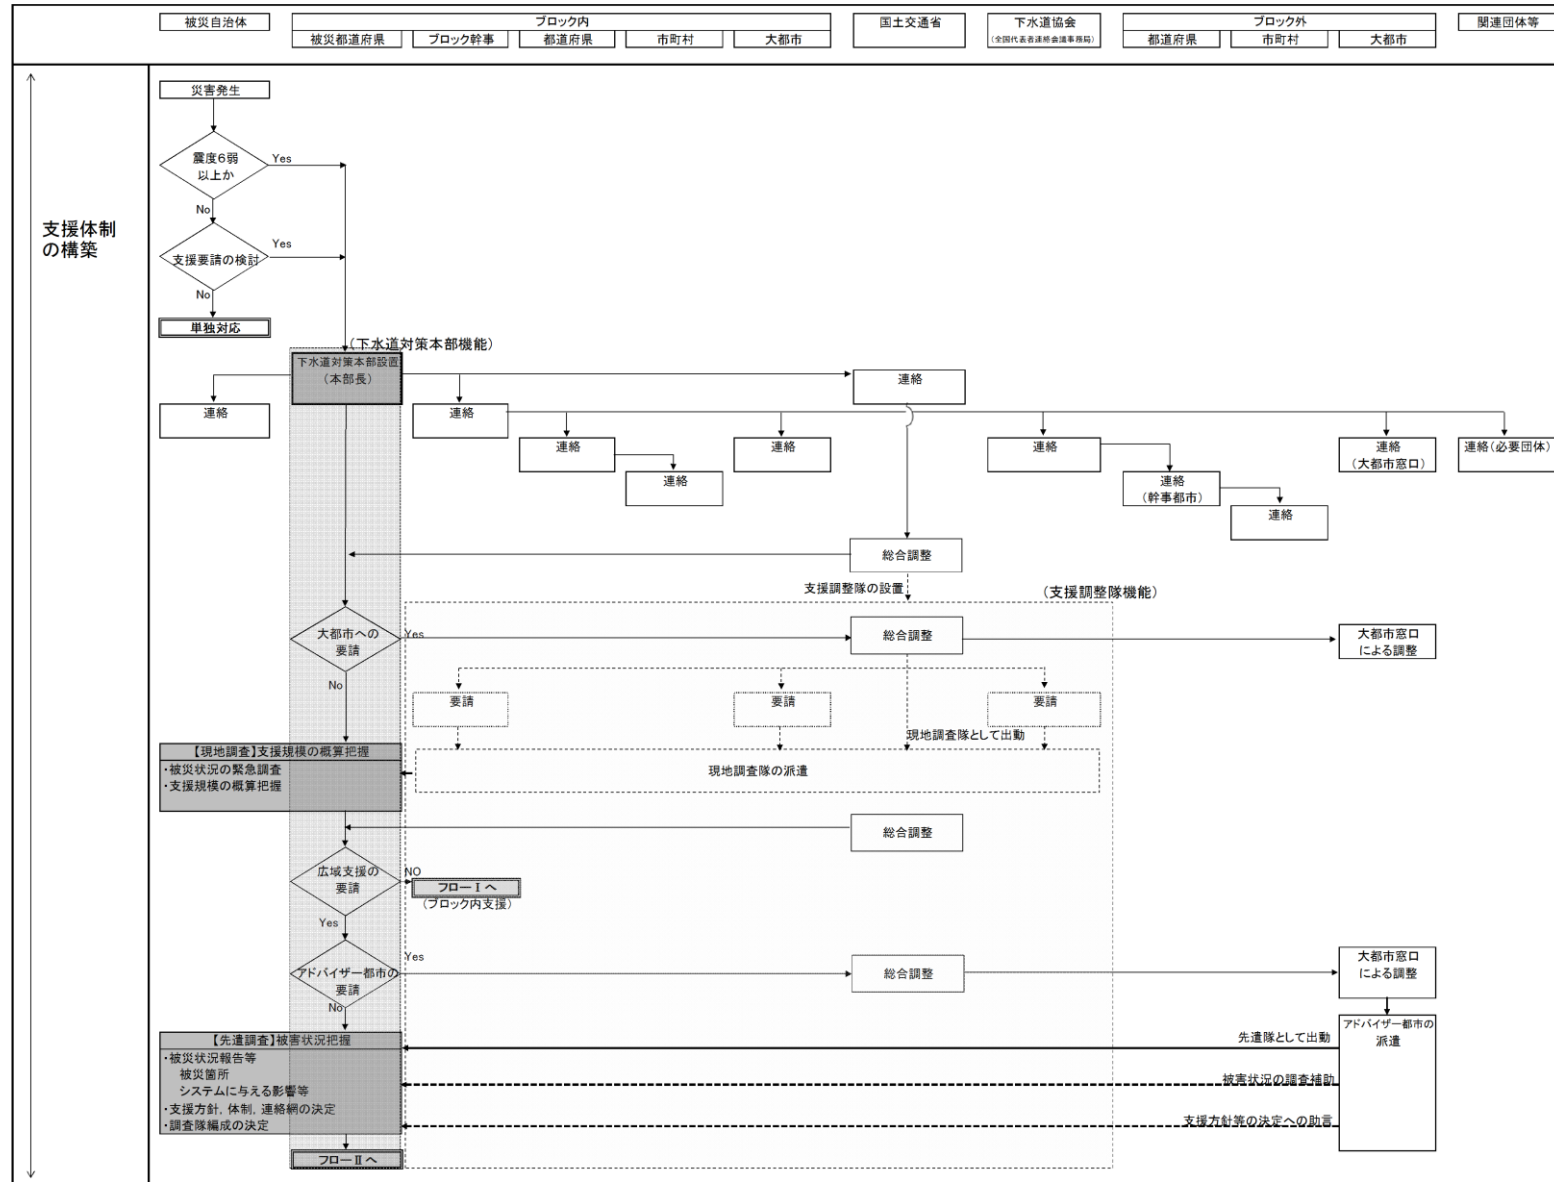 被災自治体
ブロック内
国土交通省
下水道協会
(全国代表者連絡会議事務局)
ブロック外
関連団体等
被災都道府県
ブロック幹事
都道府県
市町村
大都市
都道府県
市町村
大都市
支援体制
の構築
災害発生
震度6弱
以上か
Yes
No
支援要請の検討
Yes
No
単独対応
(下水道対策本部機能)
下水道対策本部設置
(本部長)
連絡
連絡
連絡
連絡
連絡
連絡
連絡
連絡
(幹事都市)
連絡
連絡
(大都市窓口)
連絡(必要団体)
総合調整
支援調整隊の設置
(支援調整隊機能)
大都市への
要請
Yes
No
総合調整
大都市窓口
による調整
要請
要請
要請
現地調査隊として出動
現地調査隊の派遣
【現地調査】支援規模の概算把握
・被災状況の緊急調査
・支援規模の概算把握
総合調整
広域支援の
要請
NO
フローⅠへ
(ブロック内支援)
Yes
アドバイザー都市の
要請
Yes
No
総合調整
大都市窓口
による調整
アドバイザー都市の
派遣
【先遣調査】被害状況把握
・被災状況報告等
被災箇所
システムに与える影響等
・支援方針,体制,連絡網の決定
・調査隊編成の決定
先遣隊として出動
被害状況の調査補助
支援方針等の決定への助言
フローⅡへ